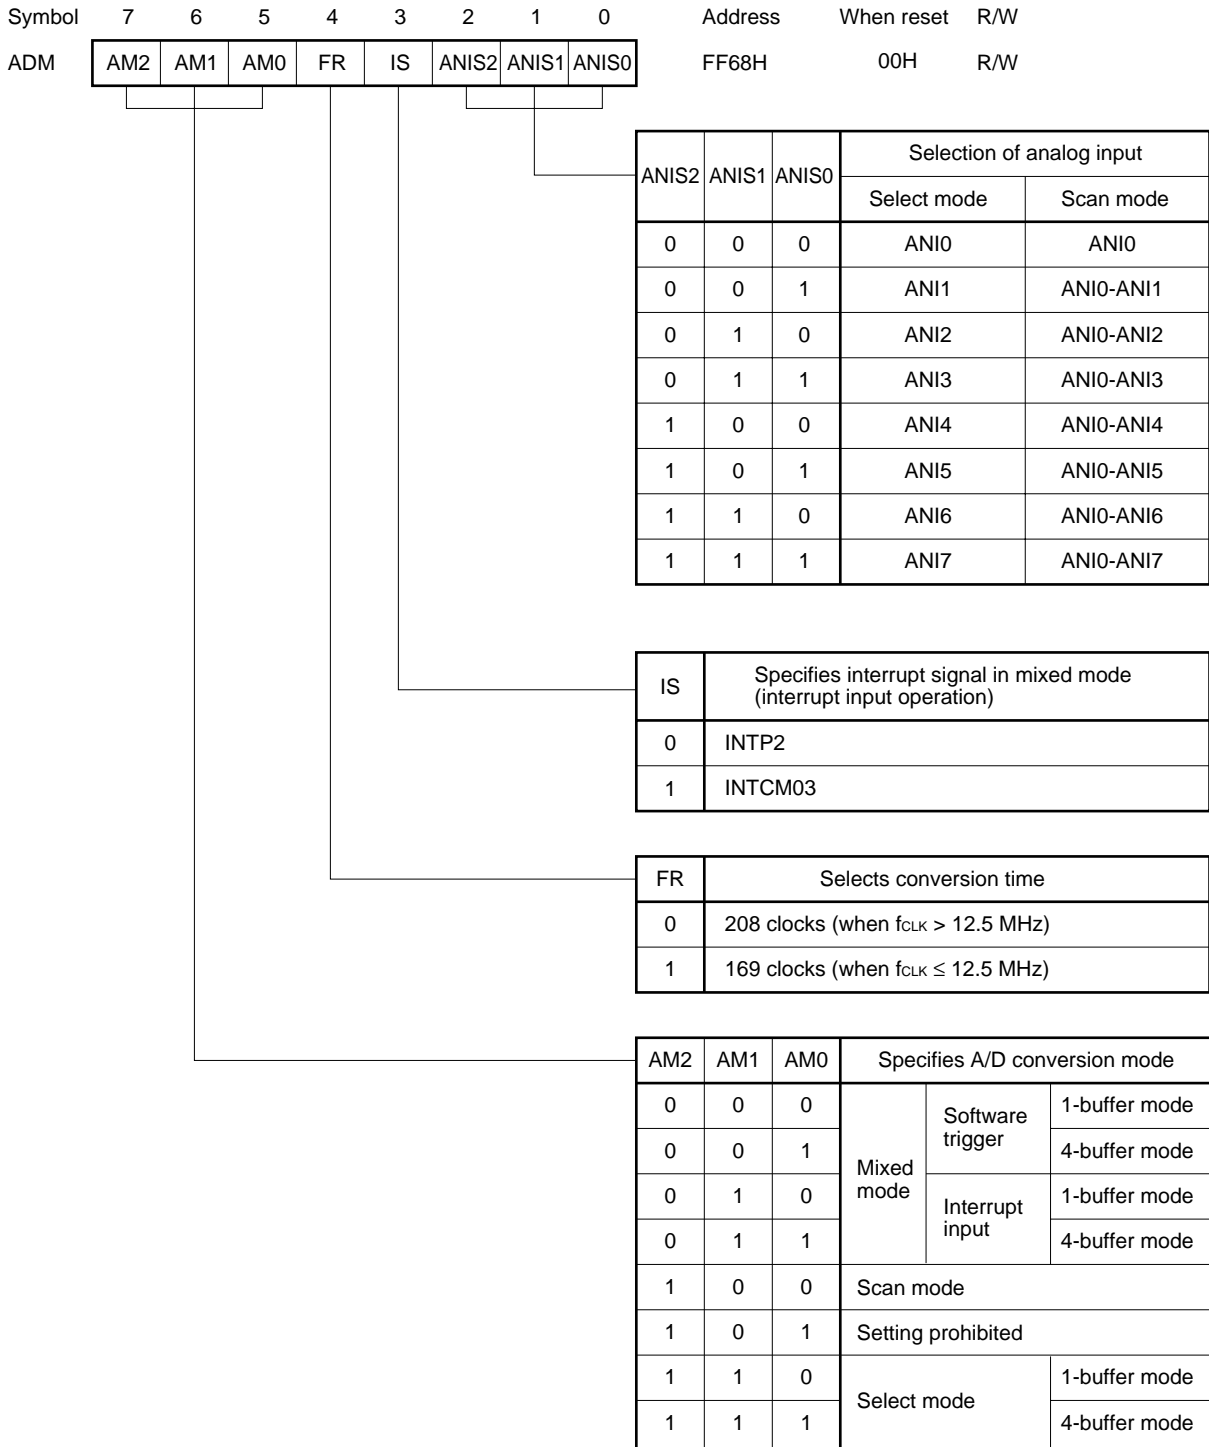 Symbol 7 6 5 4 3 2 1 0 Address When reset R/W
ADM AM2 AM1 AM0 FR IS ANIS2 ANIS1 ANIS0 FF68H 00H R/W
ANIS2 ANIS1 ANIS0 Selection of analog input
Select mode Scan mode
0 0 0 ANI0 ANI0
0 0 1 ANI1 ANI0-ANI1
0 1 0 ANI2 ANI0-ANI2
0 1 1 ANI3 ANI0-ANI3
1 0 0 ANI4 ANI0-ANI4
1 0 1 ANI5 ANI0-ANI5
1 1 0 ANI6 ANI0-ANI6
1 1 1 ANI7 ANI0-ANI7
IS Specifies interrupt signal in mixed mode
(interrupt input operation)
0 INTP2
1 INTCM03
FR Selects conversion time
0 208 clocks (when fCLK > 12.5 MHz)
1 169 clocks (when fCLK ≤ 12.5 MHz)
AM2 AM1 AM0 Specifies A/D conversion mode
0 0 0 Mixed mode Software trigger 1-buffer mode
0 0 1 4-buffer mode
0 1 0 Interrupt input 1-buffer mode
0 1 1 4-buffer mode
1 0 0 Scan mode
1 0 1 Setting prohibited
1 1 0 Select mode 1-buffer mode
1 1 1 4-buffer mode